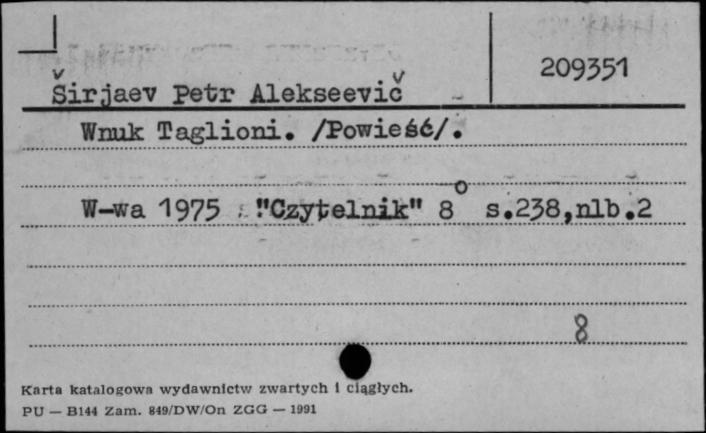 209351
Širjaev Petr Alekseevič
Wnuk Taglioni. /Powieść/.
W-wa 1975 "Czytelnik" 8° s.238,nlb.2
8
Karta katalogowa wydawnictw zwartych i ciągłych.
PU — B144 Zam. 849/DW/On ZGG — 1991